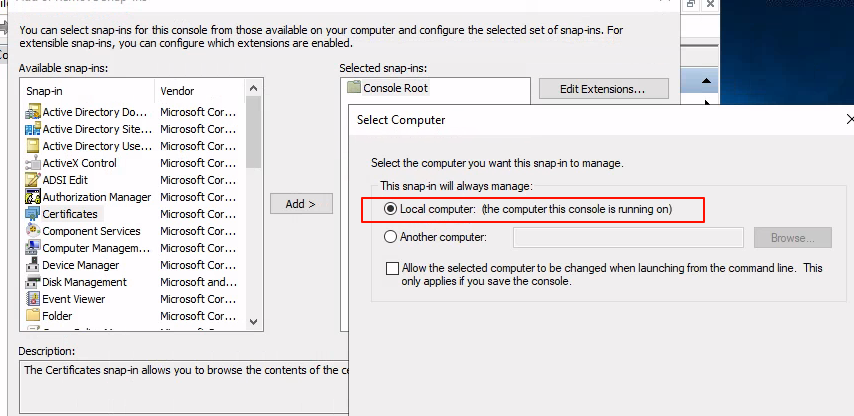 You can select snap-ins for this console from those available on your computer and configure the selected set of snap-ins. For
extensible snap-ins, you can configure which extensions are enabled.
Available snap-ins:
Selected snap-ins:
Snap-in Vendor
Console Root
Edit Extensions...
Active Directory Do... Microsoft Cor...
Active Directory Site... Microsoft Cor...
Active Directory Use... Microsoft Cor...
ActiveX Control Microsoft Cor...
ADSI Edit Microsoft Cor...
Authorization Manager Microsoft Cor...
Certificates Microsoft Cor...
Component Services Microsoft Cor...
Computer Managem... Microsoft Cor...
Device Manager Microsoft Cor...
Disk Management Microsoft and...
Event Viewer Microsoft Cor...
Folder Microsoft Cor...
Add >
Description:
The Certificates snap-in allows you to browse the contents of the ce
Select Computer
Select the computer you want this snap-in to manage.
This snap-in will always manage:
Local computer: (the computer this console is running on)
Another computer:
Browse...
Allow the selected computer to be changed when launching from the command line. This
only applies if you save the console.